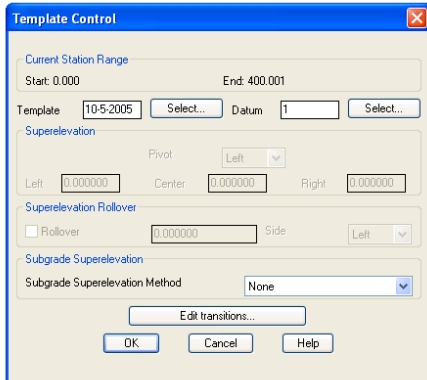 Template Control
Current Station Range
Start: 0.000 End: 400.001
Template 10-5-2005 Select... Datum 1 Select...
Superelevation
Pivot Left
Left 0.000000 Center 0.000000 Right 0.000000
Superelevation Rollover
Rollover 0.000000 Side Left
Subgrade Superelevation
Subgrade Superelevation Method None
Edit transitions...
OK Cancel Help